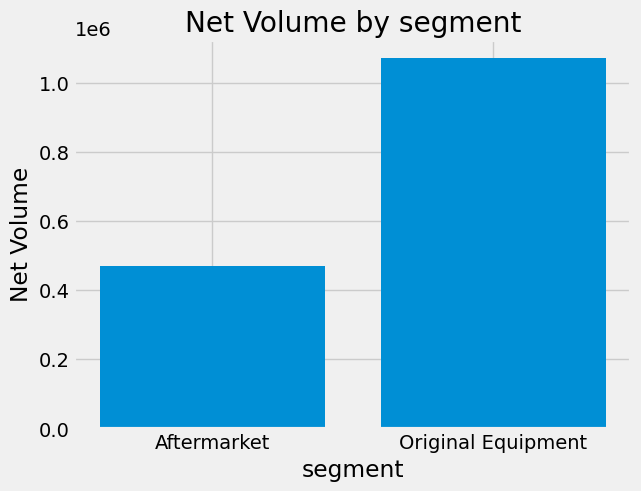 Net Volume by segment
1e6
1.0
0.8
0.6
0.4
0.2
0.0
Net Volume
Aftermarket
Original Equipment
segment